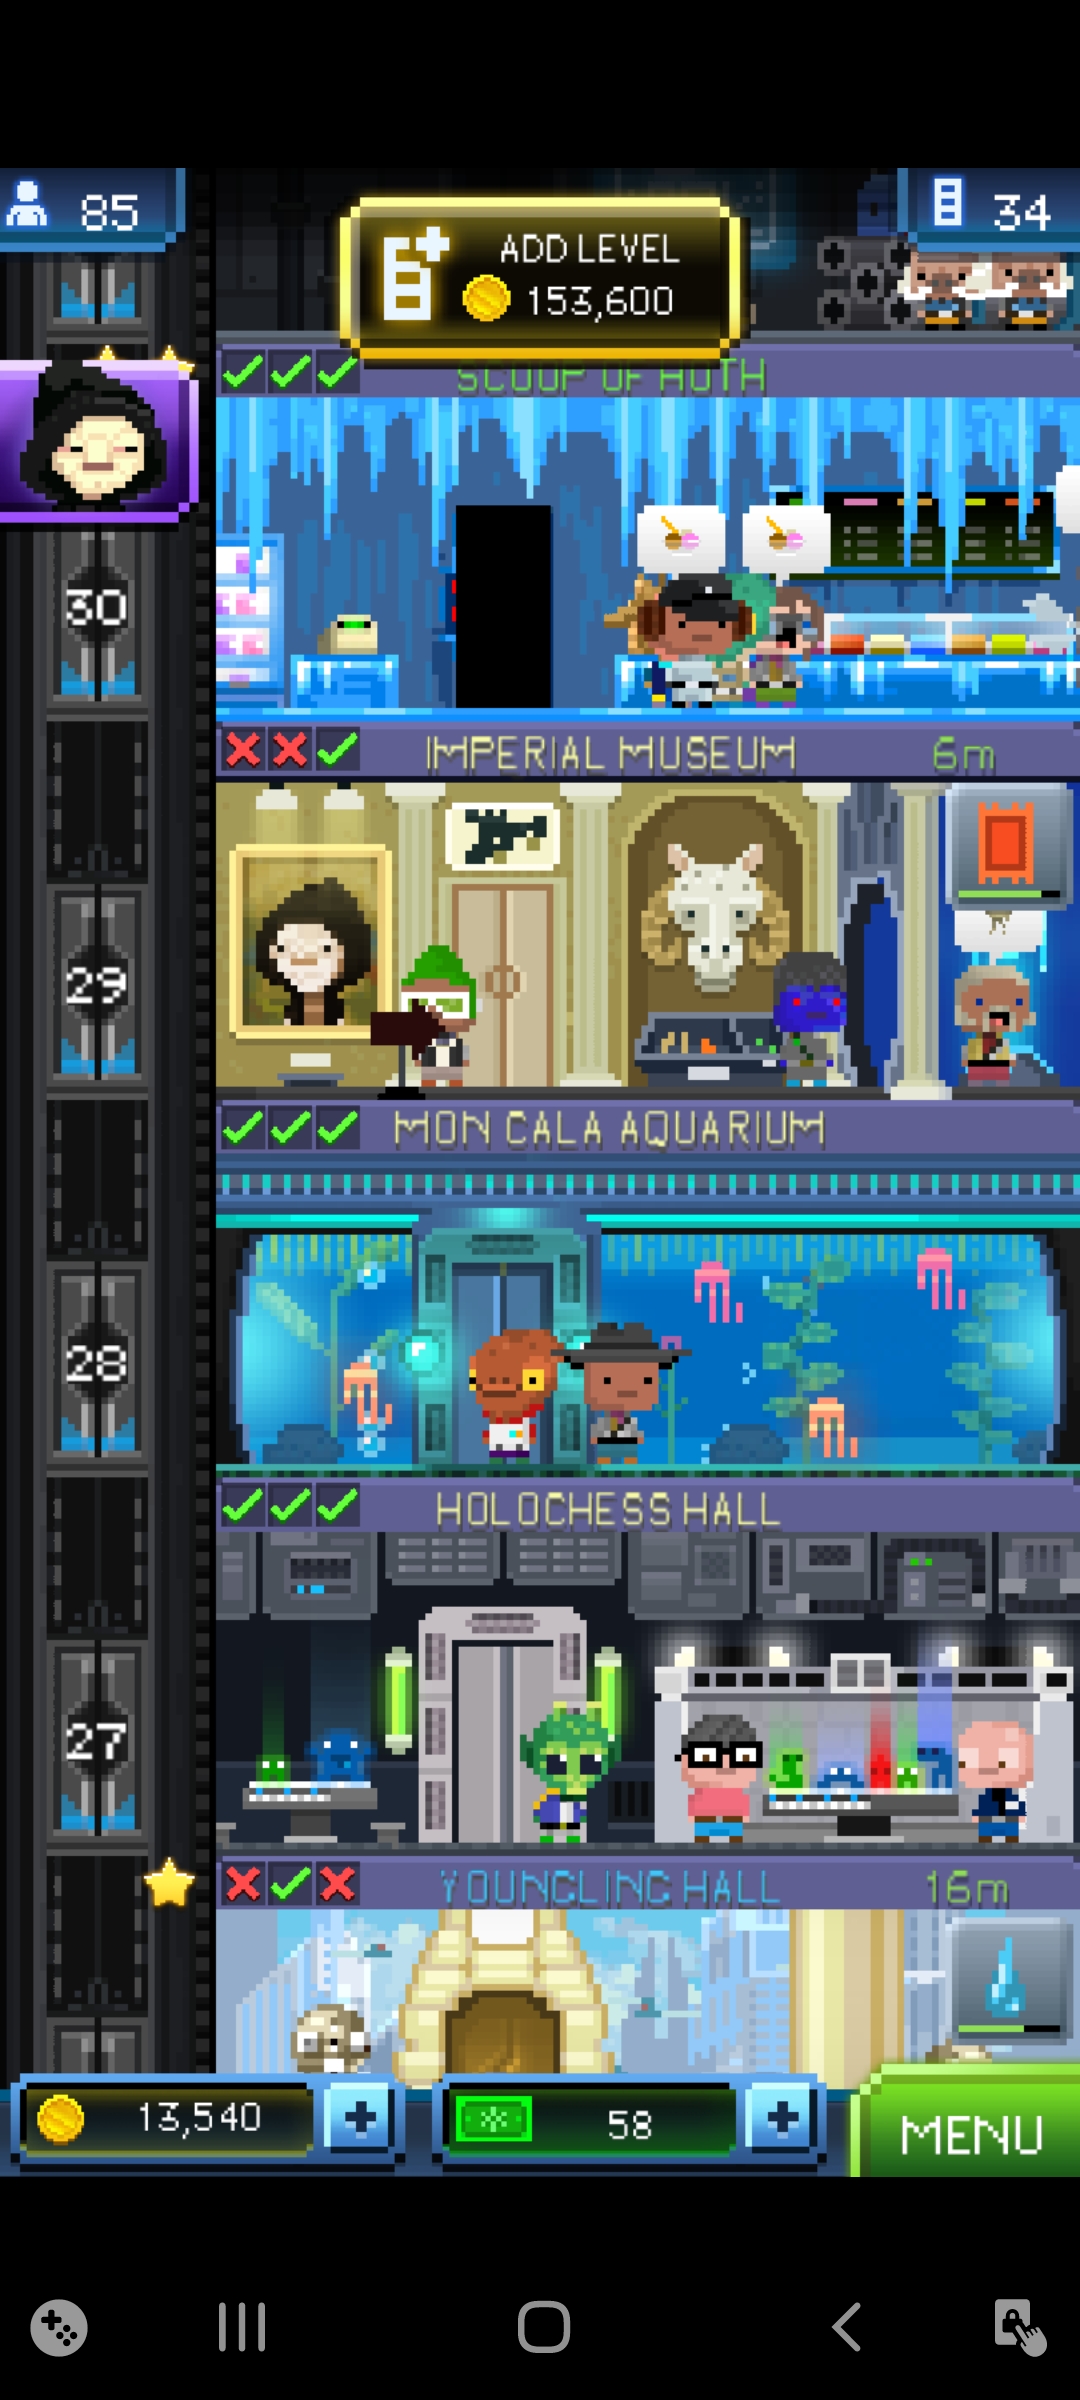 85
ADD LEVEL
153,600
34
SCOOP OF HOTH
30
IMPERIAL MUSEUM
6m
29
MON CALA AQUARIUM
28
HOLOCHESS HALL
27
YOUNGLING HALL
16m
13,540
+
58
+
MENU